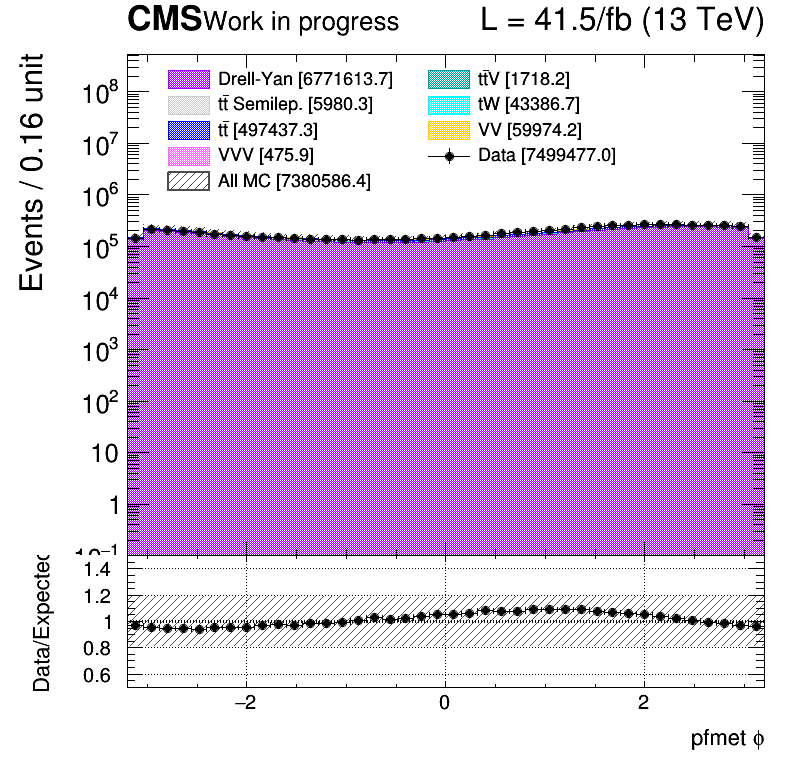 CMS Work in progress L = 41.5/fb (13 TeV)
Events / 0.16 unit
Drell-Yan [6771613.7]
tt̄ Semilep. [5980.3]
tt̄ [497437.3]
VVV [475.9]
All MC [7380586.4]
tt̄V [1718.2]
tW [43386.7]
VV [59974.2]
Data [7499477.0]
10⁸
10⁷
10⁶
10⁵
10⁴
10³
10²
10
1
10⁻¹
Data/Expected
1.4
1.2
1
0.8
0.6
−2 0 2
pfmet ϕ